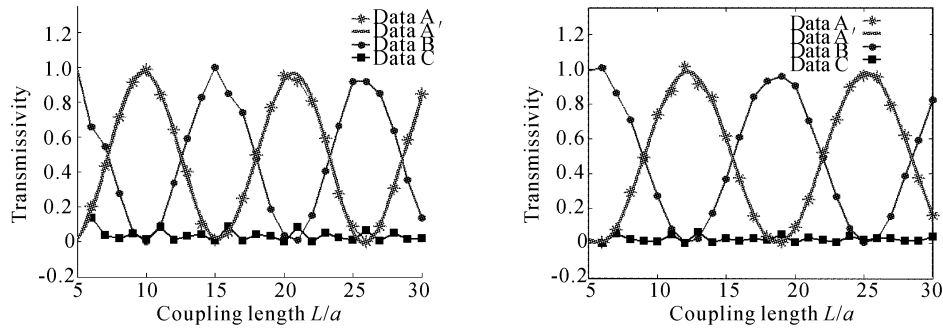 Data A
Data A'
Data B
Data C
1.2
1.0
0.8
0.6
0.4
0.2
0
-0.2
Transmissivity
5 10 15 20 25 30
Coupling length L/a
Data A
Data A'
Data B
Data C
1.2
1.0
0.8
0.6
0.4
0.2
0
-0.2
Transmissivity
5 10 15 20 25 30
Coupling length L/a